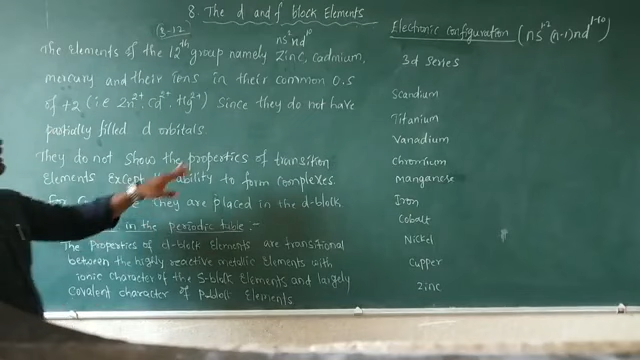 8. The d and f block Elements
(3-12)
ns² nd¹⁰
The Elements of the 12th group namely Zinc, cadmium,
mercury and their ions in their common O.S
of +2 (i.e Zn²⁺, Cd²⁺, Hg²⁺) Since they do not have
partially filled d orbitals.
They do not show the properties of transition
Elements Except ability to form complexes
they are placed in the d-block
in the periodic table :-
The Properties of d-block Elements are transitional
between the highly reactive metallic Elements with
ionic character of the S-block Elements and largely
Covalent character of P-block Elements
Electronic configuration (ns¹⁻² (n-1)nd¹⁻¹⁰)
3d series
Scandium
Titanium
Vanadium
chromium
manganese
Iron
Cobalt
Nickel
Cupper
Zinc